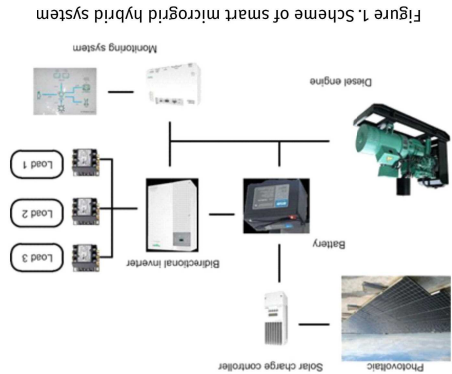 Photovoltaic
Solar charge controller
Battery
Bidirectional inverter
Load 3
Load 2
Load 1
Diesel engine
Monitoring system
Figure 1. Scheme of smart microgrid hybrid system